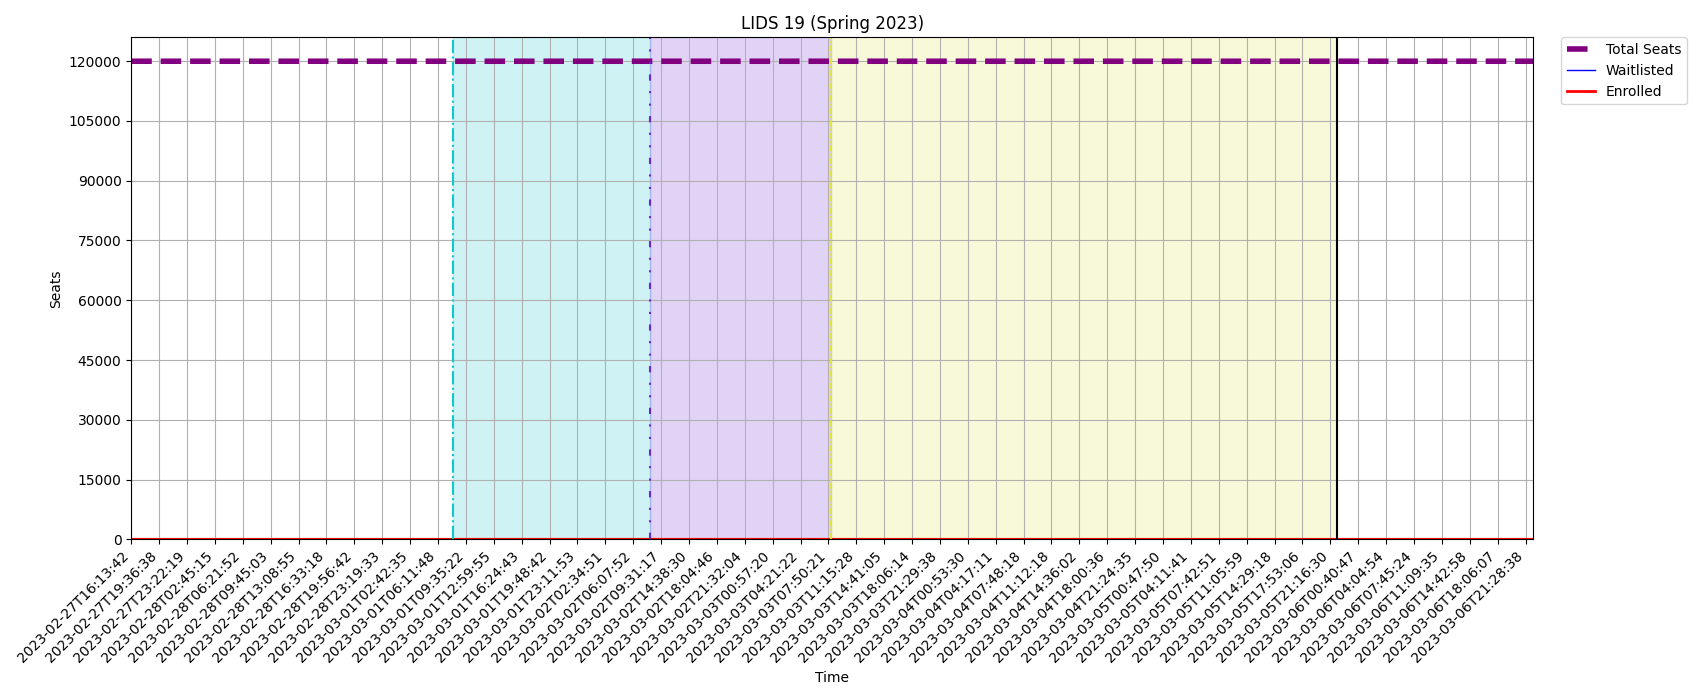 LIDS 19 (Spring 2023)
Total Seats
Waitlisted
Enrolled
Seats
120000
105000
90000
75000
60000
45000
30000
15000
0
2023-02-27T16:13:42
2023-02-27T19:36:38
2023-02-27T23:22:19
2023-02-28T02:45:15
2023-02-28T06:21:52
2023-02-28T09:45:03
2023-02-28T13:08:55
2023-02-28T16:33:18
2023-02-28T19:56:42
2023-02-28T23:19:33
2023-03-01T02:42:35
2023-03-01T06:11:48
2023-03-01T09:35:22
2023-03-01T12:59:55
2023-03-01T16:24:43
2023-03-01T19:48:42
2023-03-01T23:11:53
2023-03-02T02:34:51
2023-03-02T06:07:52
2023-03-02T09:31:17
2023-03-02T14:38:30
2023-03-02T18:04:46
2023-03-02T21:32:04
2023-03-03T00:57:20
2023-03-03T04:21:22
2023-03-03T07:50:21
2023-03-03T11:15:28
2023-03-03T14:41:05
2023-03-03T18:06:14
2023-03-03T21:29:38
2023-03-04T00:53:30
2023-03-04T04:17:11
2023-03-04T07:48:18
2023-03-04T11:12:18
2023-03-04T14:36:02
2023-03-04T18:00:36
2023-03-04T21:24:35
2023-03-05T00:47:50
2023-03-05T04:11:41
2023-03-05T07:42:51
2023-03-05T11:05:59
2023-03-05T14:29:18
2023-03-05T17:53:06
2023-03-05T21:16:30
2023-03-06T00:40:47
2023-03-06T04:04:54
2023-03-06T07:45:24
2023-03-06T11:09:35
2023-03-06T14:42:58
2023-03-06T18:06:07
2023-03-06T21:28:38
Time